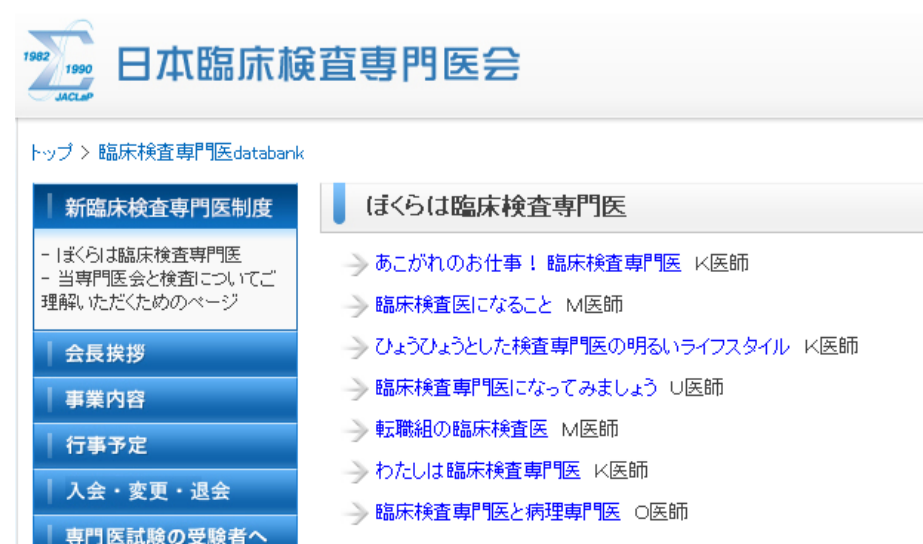 1982
1990
JACLaP
日本臨床検査専門医会
トップ > 臨床検査専門医databank
新臨床検査専門医制度
- ぼくらは臨床検査専門医
- 当専門医会と検査についてご
理解いただくためのページ
会長挨拶
事業内容
行事予定
入会・変更・退会
専門医試験の受験者へ
ぼくらは臨床検査専門医
あこがれのお仕事! 臨床検査専門医 K医師
臨床検査医になること M医師
ひょうひょうとした検査専門医の明るいライフスタイル K医師
臨床検査専門医になってみましょう U医師
転職組の臨床検査医 M医師
わたしは臨床検査専門医 K医師
臨床検査専門医と病理専門医 O医師